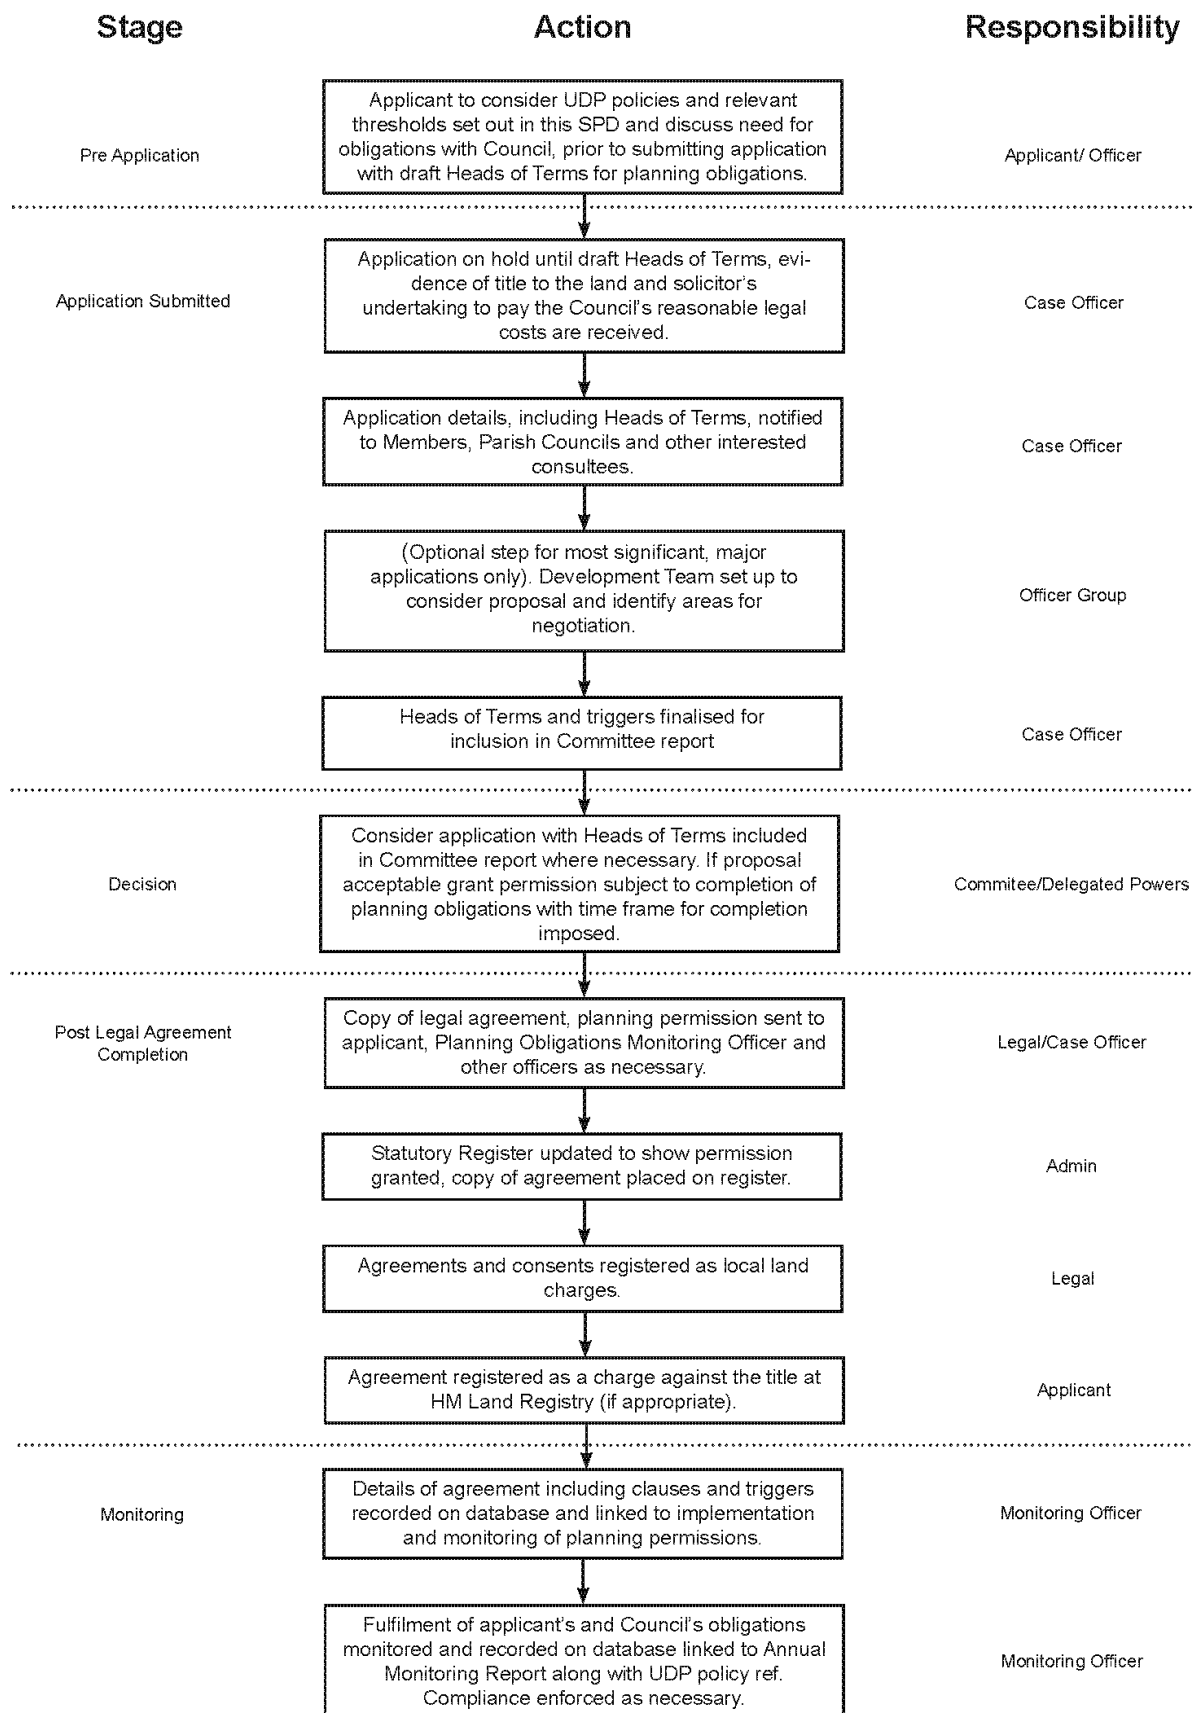 Stage
Action
Responsibility
Pre Application
Applicant to consider UDP policies and relevant
thresholds set out in this SPD and discuss need for
obligations with Council, prior to submitting application
with draft Heads of Terms for planning obligations.
Applicant/ Officer
Application Submitted
Application on hold until draft Heads of Terms, evi-
dence of title to the land and solicitor's
undertaking to pay the Council's reasonable legal
costs are received.
Case Officer
Application details, including Heads of Terms, notified
to Members, Parish Councils and other interested
consultees.
Case Officer
(Optional step for most significant, major
applications only). Development Team set up to
consider proposal and identify areas for
negotiation.
Officer Group
Heads of Terms and triggers finalised for
inclusion in Committee report
Case Officer
Decision
Consider application with Heads of Terms included
in Committee report where necessary. If proposal
acceptable grant permission subject to completion of
planning obligations with time frame for completion
imposed.
Commitee/Delegated Powers
Post Legal Agreement
Completion
Copy of legal agreement, planning permission sent to
applicant, Planning Obligations Monitoring Officer and
other officers as necessary.
Legal/Case Officer
Statutory Register updated to show permission
granted, copy of agreement placed on register.
Admin
Agreements and consents registered as local land
charges.
Legal
Agreement registered as a charge against the title at
HM Land Registry (if appropriate).
Applicant
Monitoring
Details of agreement including clauses and triggers
recorded on database and linked to implementation
and monitoring of planning permissions.
Monitoring Officer
Fulfilment of applicant's and Council's obligations
monitored and recorded on database linked to Annual
Monitoring Report along with UDP policy ref.
Compliance enforced as necessary.
Monitoring Officer